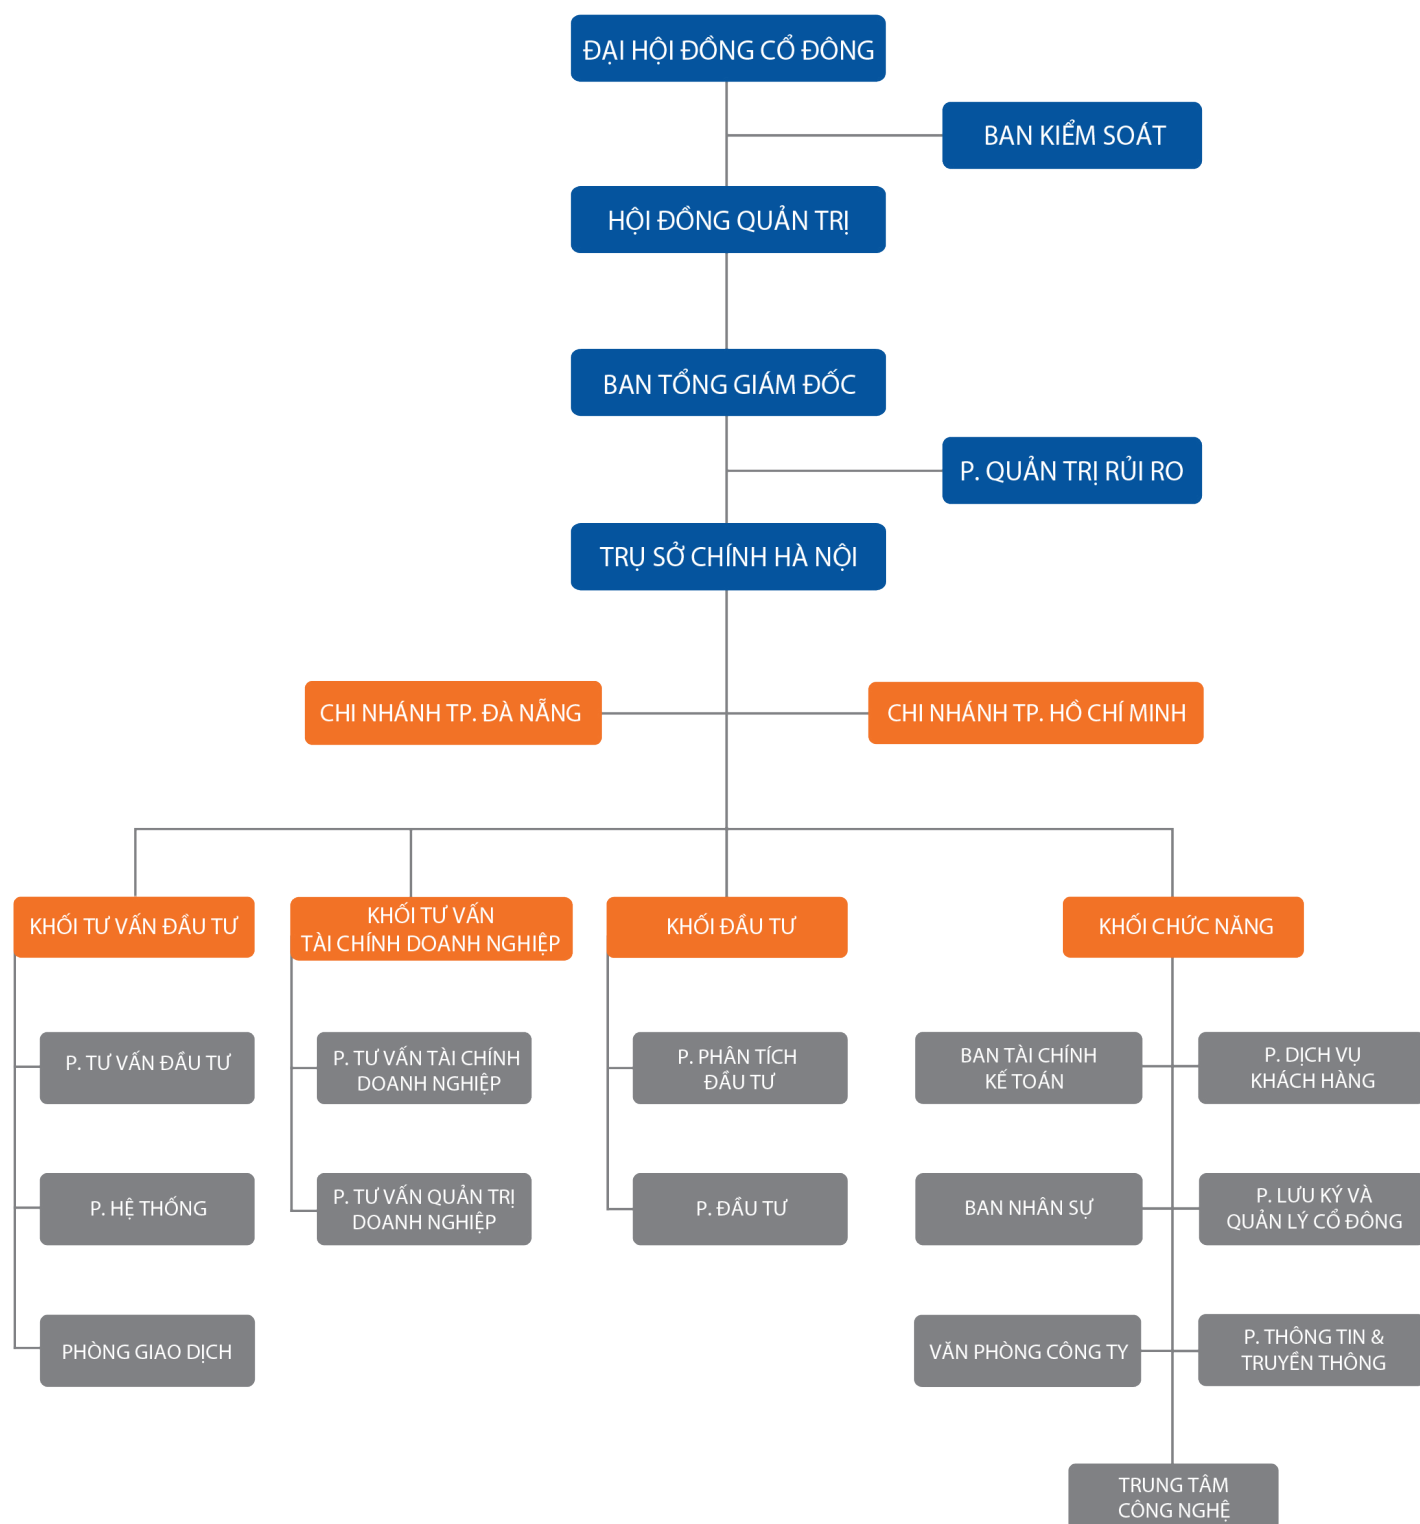 ĐẠI HỘI ĐỒNG CỔ ĐÔNG
BAN KIỂM SOÁT
HỘI ĐỒNG QUẢN TRỊ
BAN TỔNG GIÁM ĐỐC
P. QUẢN TRỊ RỦI RO
TRỤ SỞ CHÍNH HÀ NỘI
CHI NHÁNH TP. ĐÀ NẴNG
CHI NHÁNH TP. HỒ CHÍ MINH
KHỐI TƯ VẤN ĐẦU TƯ
KHỐI TƯ VẤN
TÀI CHÍNH DOANH NGHIỆP
KHỐI ĐẦU TƯ
KHỐI CHỨC NĂNG
P. TƯ VẤN ĐẦU TƯ
P. TƯ VẤN TÀI CHÍNH
DOANH NGHIỆP
P. PHÂN TÍCH
ĐẦU TƯ
BAN TÀI CHÍNH
KẾ TOÁN
P. DỊCH VỤ
KHÁCH HÀNG
P. HỆ THỐNG
P. TƯ VẤN QUẢN TRỊ
DOANH NGHIỆP
P. ĐẦU TƯ
BAN NHÂN SỰ
P. LƯU KÝ VÀ
QUẢN LÝ CỔ ĐÔNG
PHÒNG GIAO DỊCH
VĂN PHÒNG CÔNG TY
P. THÔNG TIN &
TRUYỀN THÔNG
TRUNG TÂM
CÔNG NGHỆ